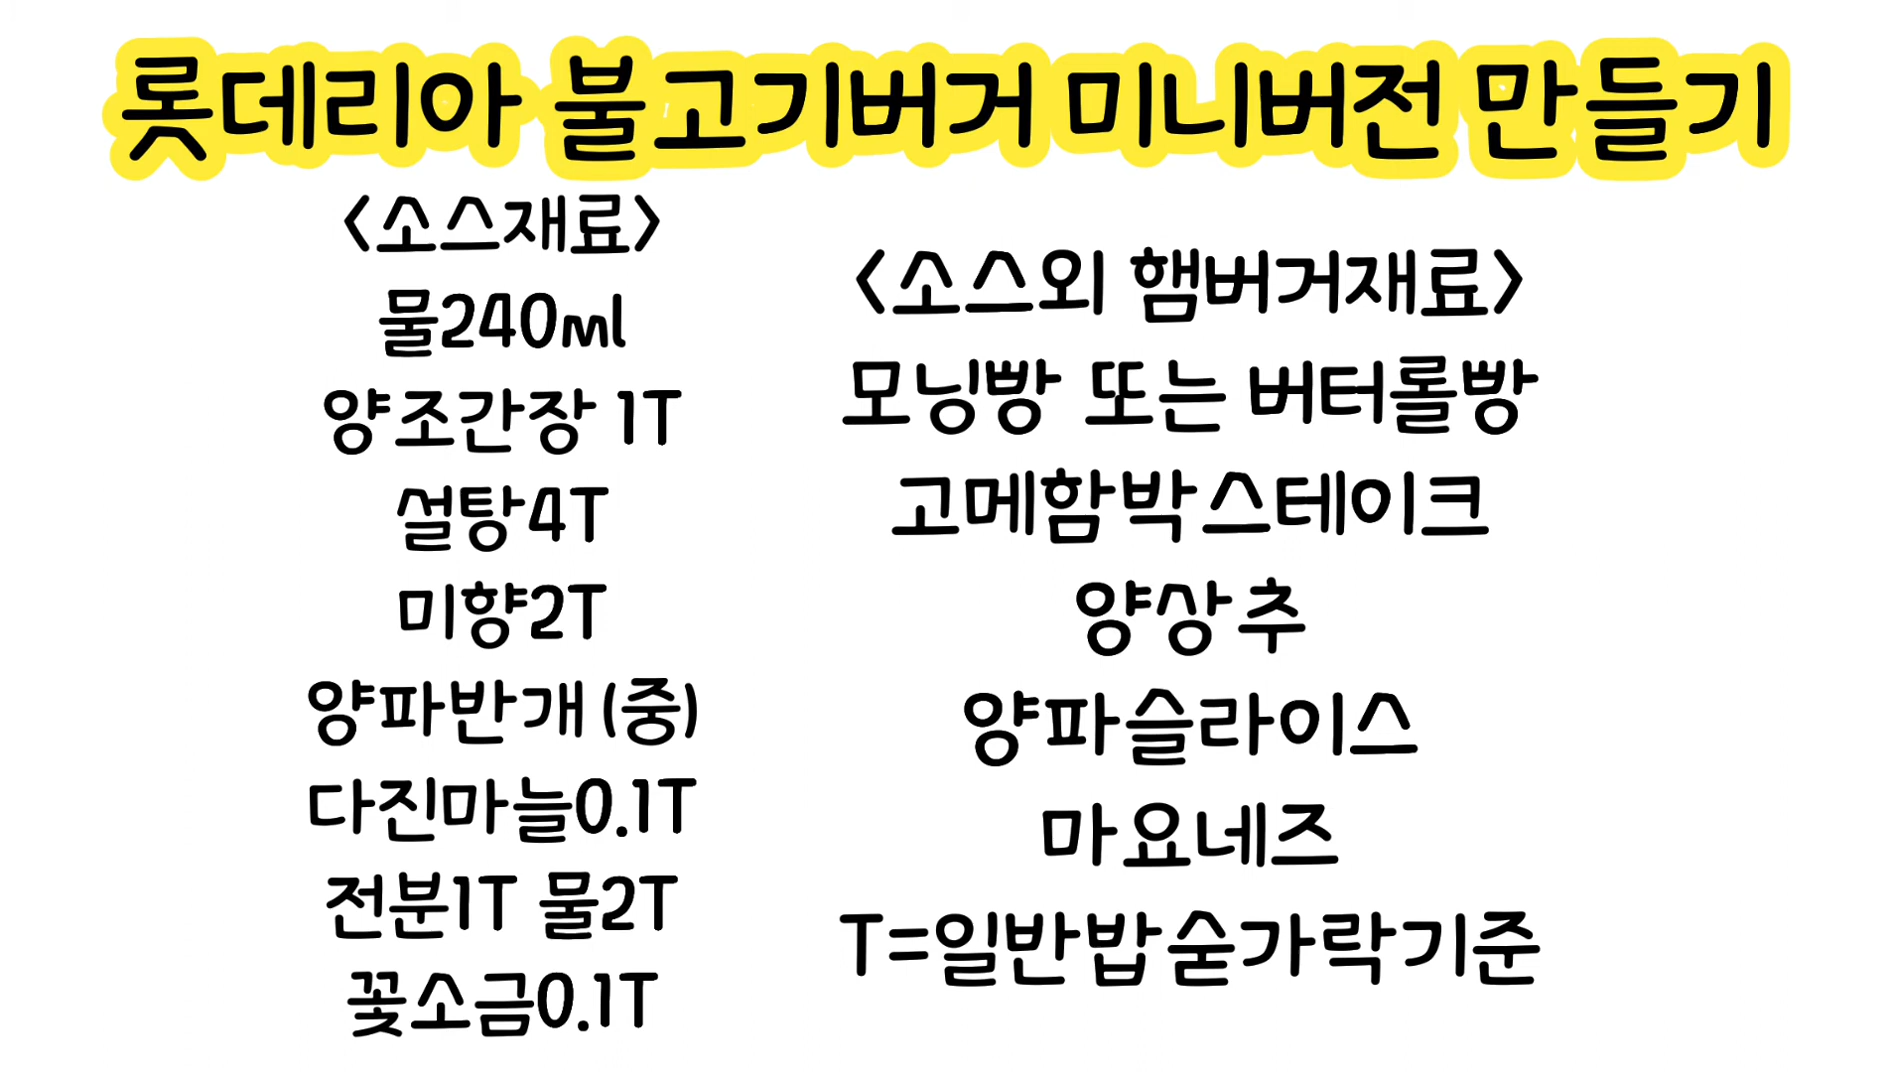 롯데리아 불고기버거 미니버전 만들기
<소스재료>
물240ml
양조간장 1T
설탕4T
미향2T
양파반개(중)
다진마늘0.1T
전분1T 물2T
꽃소금0.1T
<소스외 햄버거재료>
모닝빵 또는 버터롤빵
고메함박스테이크
양상추
양파슬라이스
마요네즈
T=일반밥숟가락기준